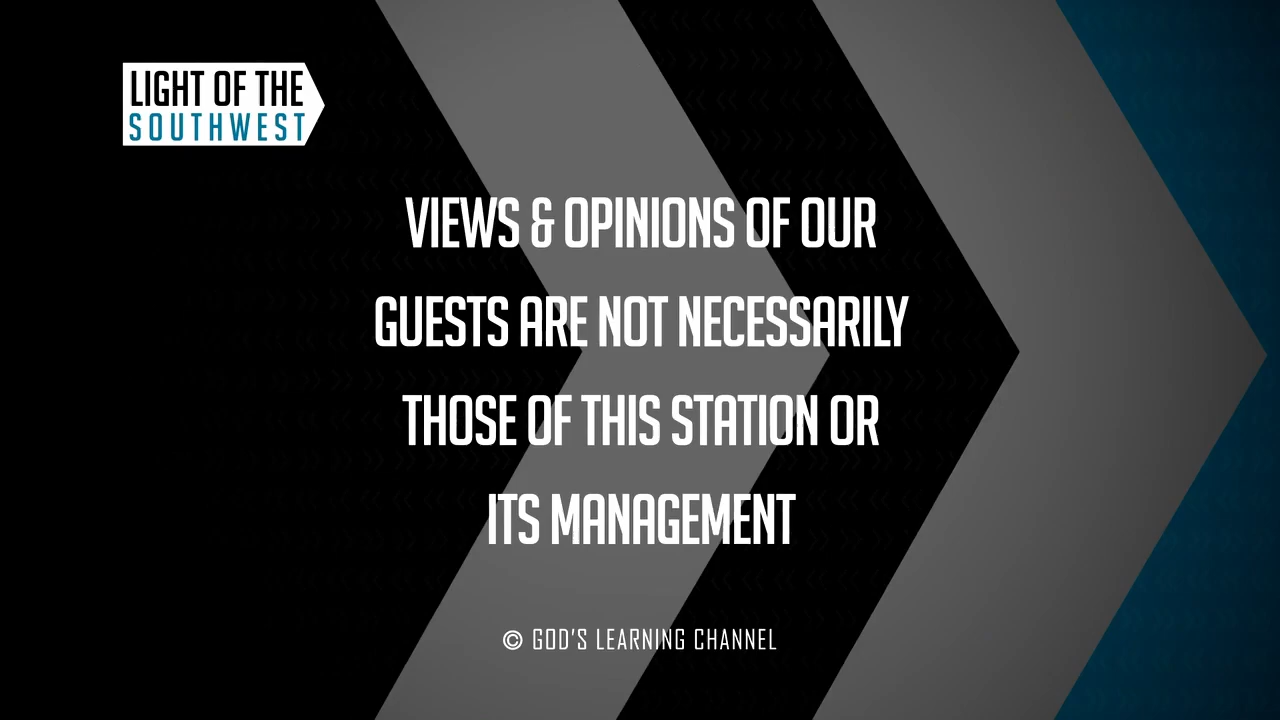 LIGHT OF THE
SOUTHWEST
VIEWS & OPINIONS OF OUR
GUESTS ARE NOT NECESSARILY
THOSE OF THIS STATION OR
ITS MANAGEMENT
© GOD'S LEARNING CHANNEL